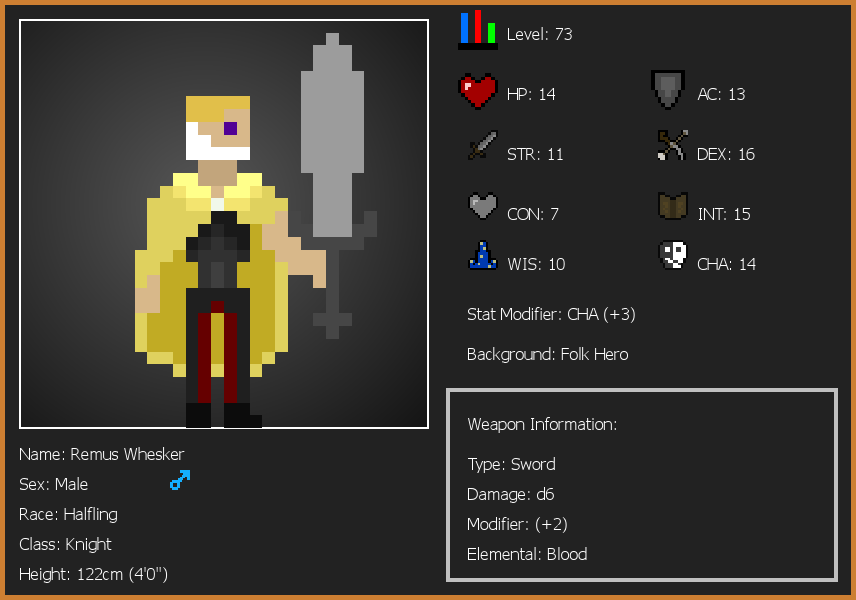 Level: 73
HP: 14
AC: 13
STR: 11
DEX: 16
CON: 7
INT: 15
WIS: 10
CHA: 14
Stat Modifier: CHA (+3)
Background: Folk Hero
Weapon Information:
Type: Sword
Damage: d6
Modifier: (+2)
Elemental: Blood
Name: Remus Whesker
Sex: Male
Race: Halfling
Class: Knight
Height: 122cm (4'0")